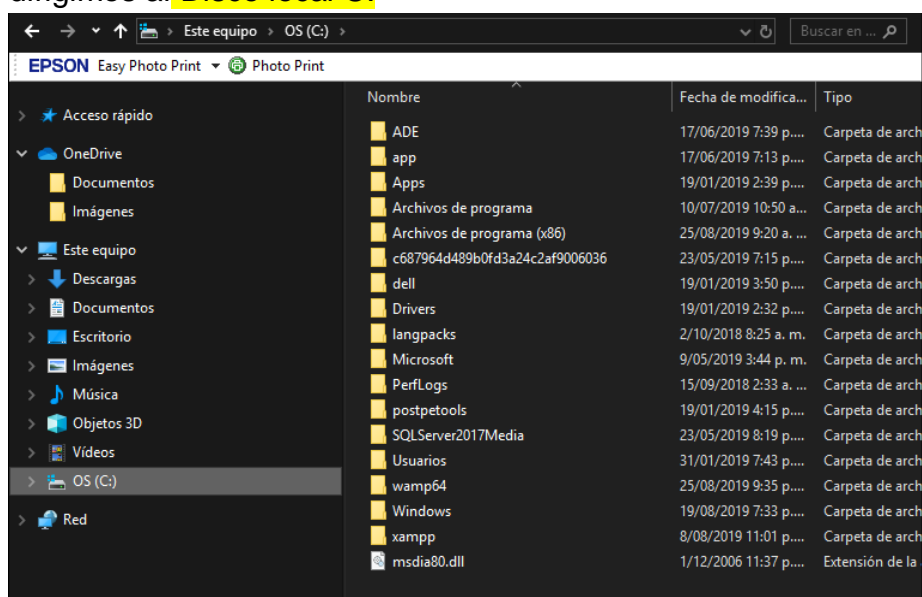 dirigimos al Disco local C:
Este equipo > OS (C:) >
Buscar en ...
EPSON Easy Photo Print Photo Print
Nombre Fecha de modifica... Tipo
Acceso rápido
OneDrive
Documentos
Imágenes
Este equipo
Descargas
Documentos
Escritorio
Imágenes
Música
Objetos 3D
Vídeos
OS (C:)
Red
ADE 17/06/2019 7:39 p.... Carpeta de arch
app 17/06/2019 7:13 p.... Carpeta de arch
Apps 19/01/2019 2:39 p.... Carpeta de arch
Archivos de programa 10/07/2019 10:50 a... Carpeta de arch
Archivos de programa (x86) 25/08/2019 9:20 a. ... Carpeta de arch
c687964d489b0fd3a24c2af9006036 23/05/2019 7:15 p.... Carpeta de arch
dell 19/01/2019 3:50 p.... Carpeta de arch
Drivers 19/01/2019 2:32 p.... Carpeta de arch
langpacks 2/10/2018 8:25 a. m. Carpeta de arch
Microsoft 9/05/2019 3:44 p. m. Carpeta de arch
PerfLogs 15/09/2018 2:33 a. ... Carpeta de arch
postpetools 19/01/2019 4:15 p.... Carpeta de arch
SQLServer2017Media 23/05/2019 8:19 p.... Carpeta de arch
Usuarios 31/01/2019 7:43 p.... Carpeta de arch
wamp64 25/08/2019 9:35 p.... Carpeta de arch
Windows 19/08/2019 7:33 p.... Carpeta de arch
xampp 8/08/2019 11:01 p.... Carpeta de arch
msdia80.dll 1/12/2006 11:37 p.... Extensión de la